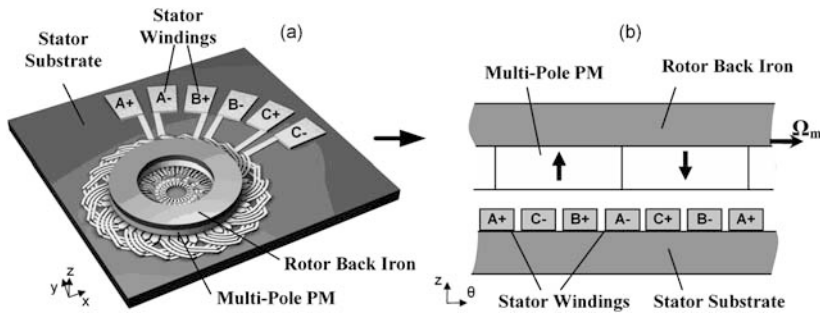 (a)
Stator
Windings
Stator
Substrate
A+
A-
B+
B-
C+
C-
Rotor Back Iron
Multi-Pole PM
z
y
x
(b)
Multi-Pole PM
Rotor Back Iron
Ωm
A+ C- B+ A- C+ B- A+
z
θ
Stator Windings
Stator Substrate